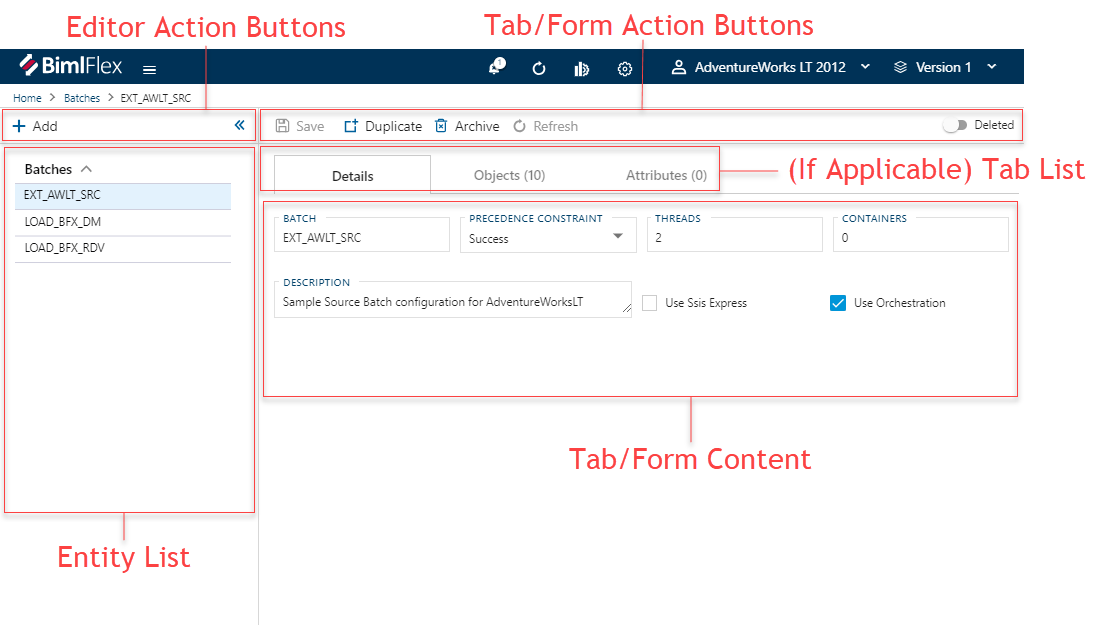 Editor Action Buttons
Tab/Form Action Buttons
BimlFlex
1
AdventureWorks LT 2012
Version 1
Home > Batches > EXT_AWLT_SRC
+ Add
Save
Duplicate
Archive
Refresh
Deleted
Batches
EXT_AWLT_SRC
LOAD_BFX_DM
LOAD_BFX_RDV
Details
Objects (10)
Attributes (0)
(If Applicable) Tab List
BATCH
EXT_AWLT_SRC
PRECEDENCE CONSTRAINT
Success
THREADS
2
CONTAINERS
0
DESCRIPTION
Sample Source Batch configuration for AdventureWorksLT
Use Ssis Express
Use Orchestration
Tab/Form Content
Entity List